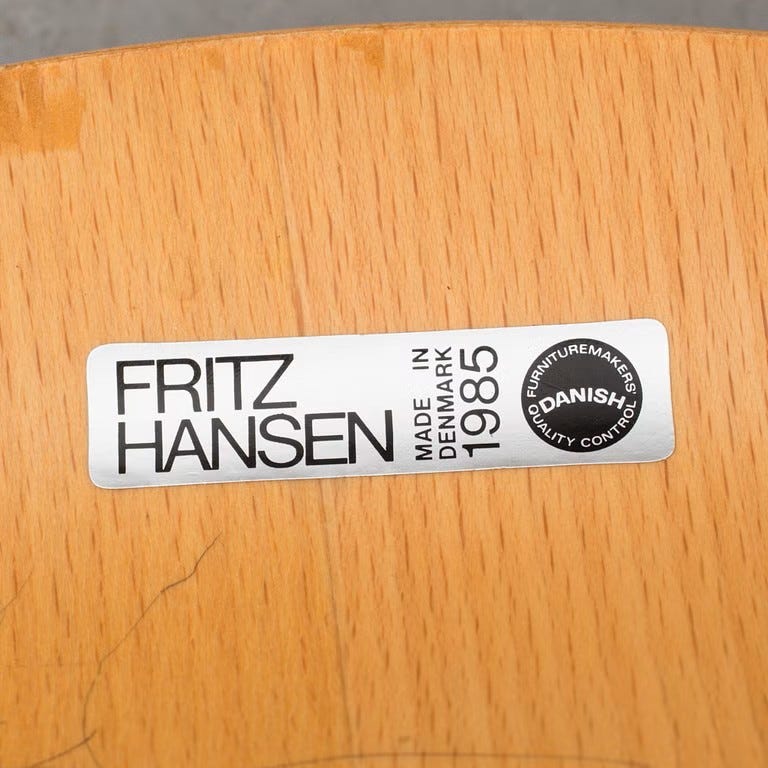 FRITZ
HANSEN
MADE IN
DENMARK
1985
FURNITUREMAKERS'
DANISH
QUALITY CONTROL